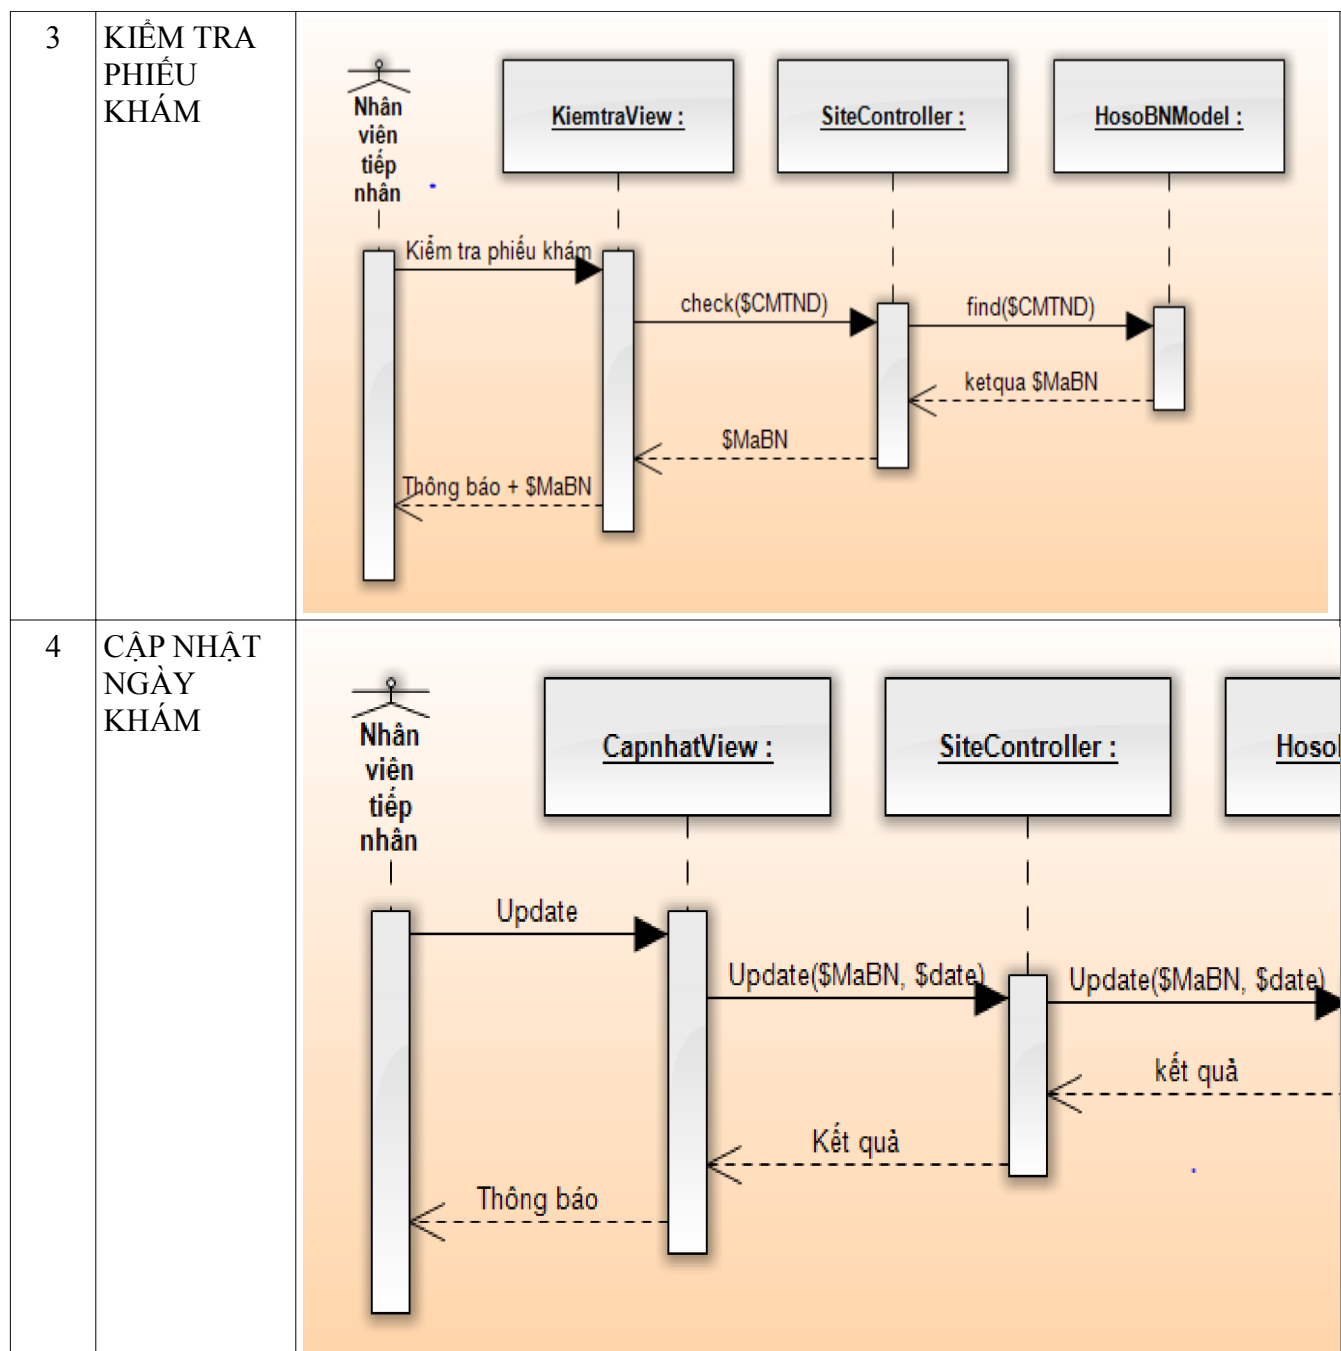 3
KIỂM TRA
PHIẾU
KHÁM
Nhân
viên
tiếp
nhân
KiemtraView :
SiteController :
HosoBNModel :
Kiểm tra phiếu khám
check($CMTND)
find($CMTND)
ketqua $MaBN
$MaBN
Thông báo + $MaBN
4
CẬP NHẬT
NGÀY
KHÁM
Nhân
viên
tiếp
nhân
CapnhatView :
SiteController :
Update
Update($MaBN, $date)
Update($MaBN, $date)
kết quả
Kết quả
Thông báo